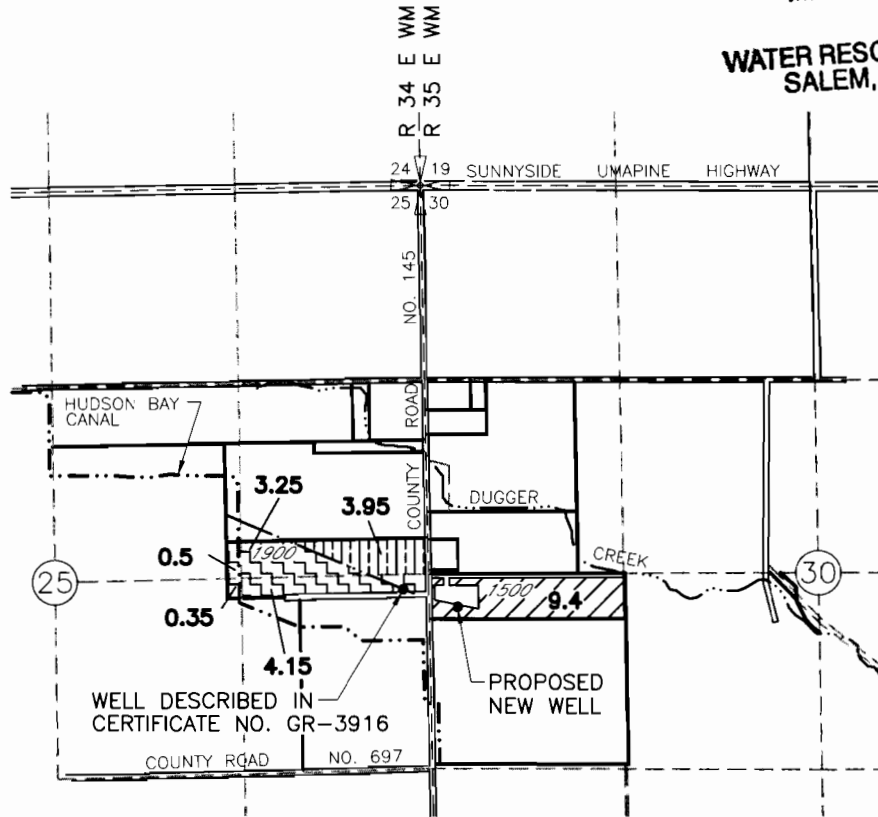 R 34 E WM
R 35 E WM
WATER RESO
SALEM,
24 19
SUNNYSIDE UMAPINE HIGHWAY
25 30
COUNTY ROAD NO. 145
HUDSON BAY
CANAL
3.25
3.95
DUGGER
CREEK
0.5
1900
25
30
1500
9.4
0.35
4.15
WELL DESCRIBED IN
CERTIFICATE NO. GR-3916
PROPOSED
NEW WELL
COUNTY ROAD NO. 697